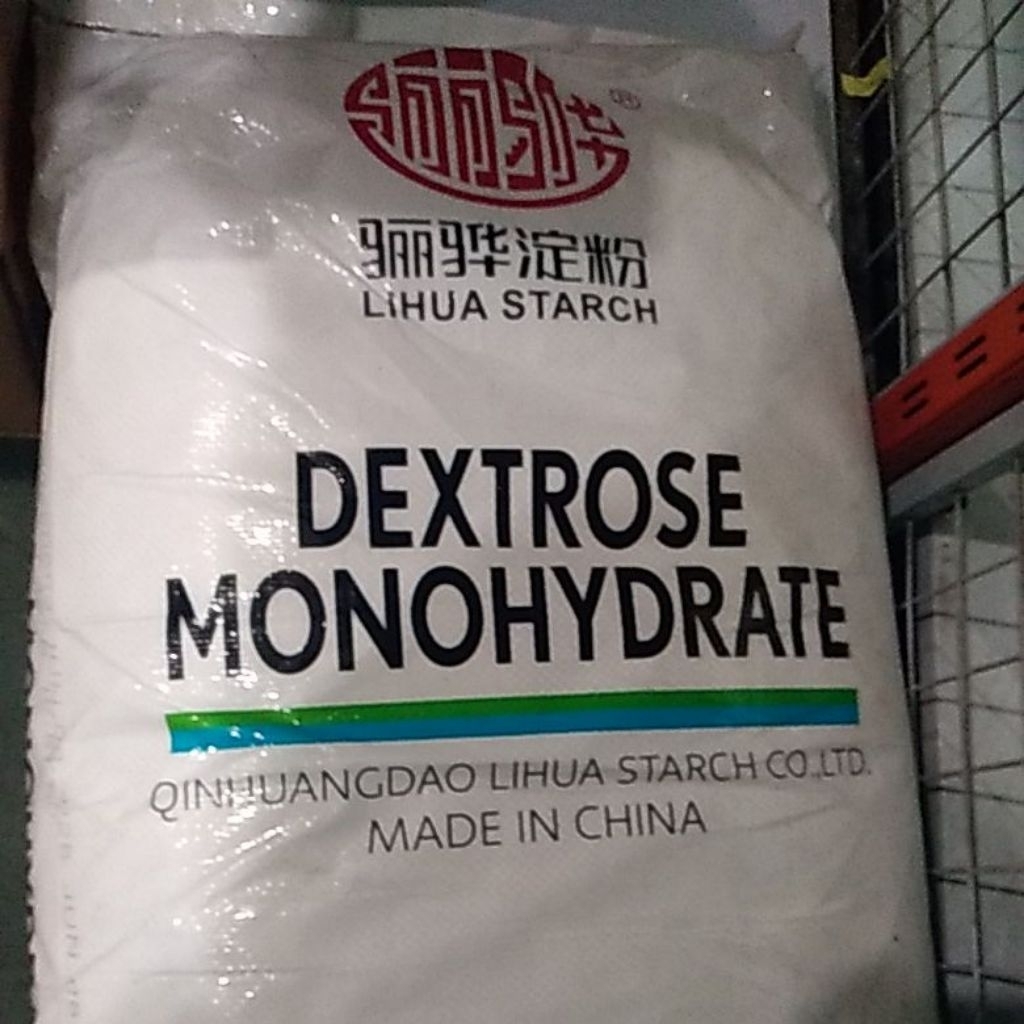 ®
骊骅淀粉
LIHUA STARCH
DEXTROSE
MONOHYDRATE
QINHUANGDAO LIHUA STARCH CO.,LTD.
MADE IN CHINA